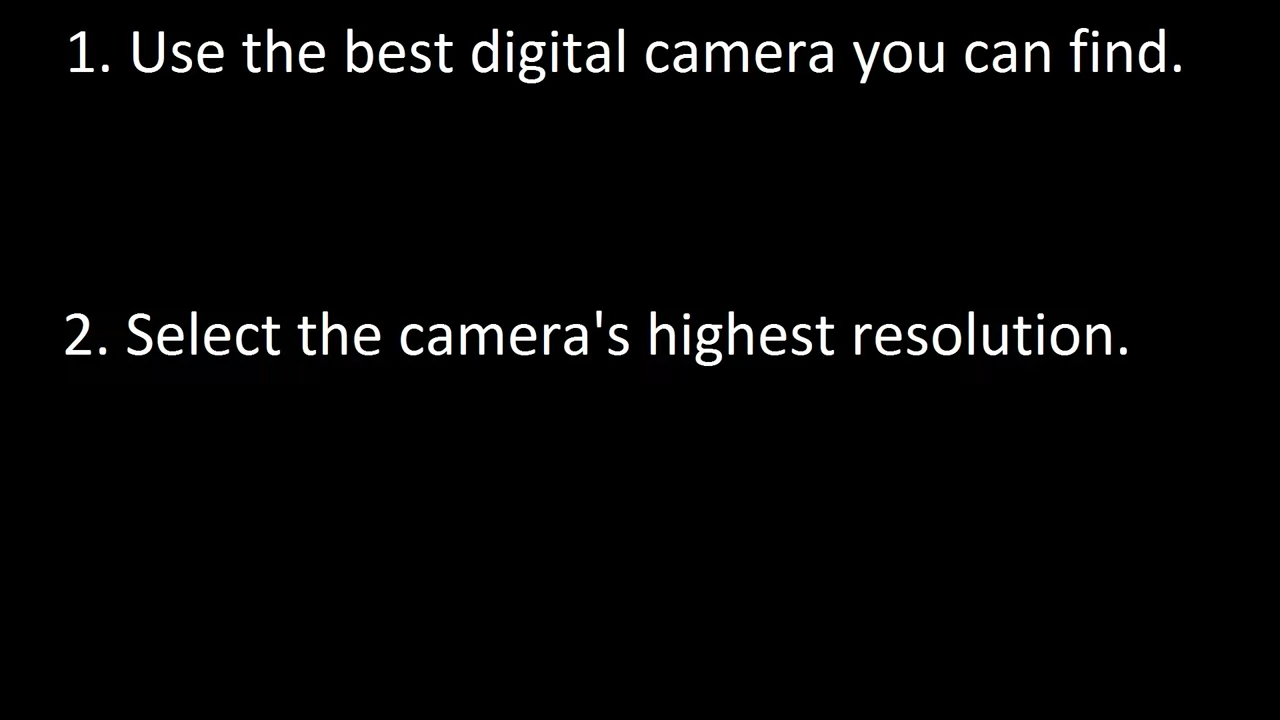 1. Use the best digital camera you can find.
2. Select the camera's highest resolution.